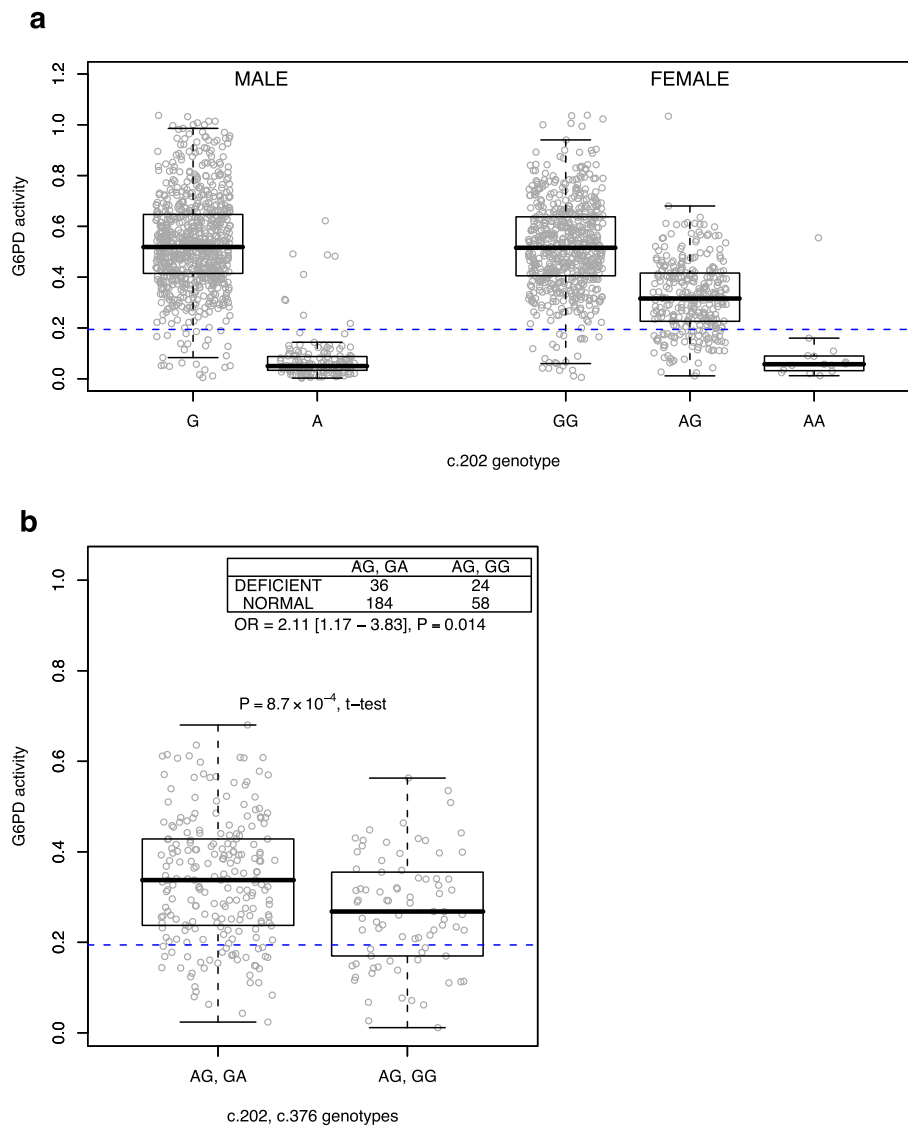 a
MALE FEMALE
1.2
1.0
0.8
0.6
0.4
0.2
0.0
G6PD activity
G A GG AG AA
c.202 genotype
b
AG, GA AG, GG
DEFICIENT 36 24
NORMAL 184 58
OR = 2.11 [1.17 − 3.83], P = 0.014
P = 8.7 × 10⁻⁴, t−test
1.0
0.8
0.6
0.4
0.2
0.0
G6PD activity
AG, GA AG, GG
c.202, c.376 genotypes